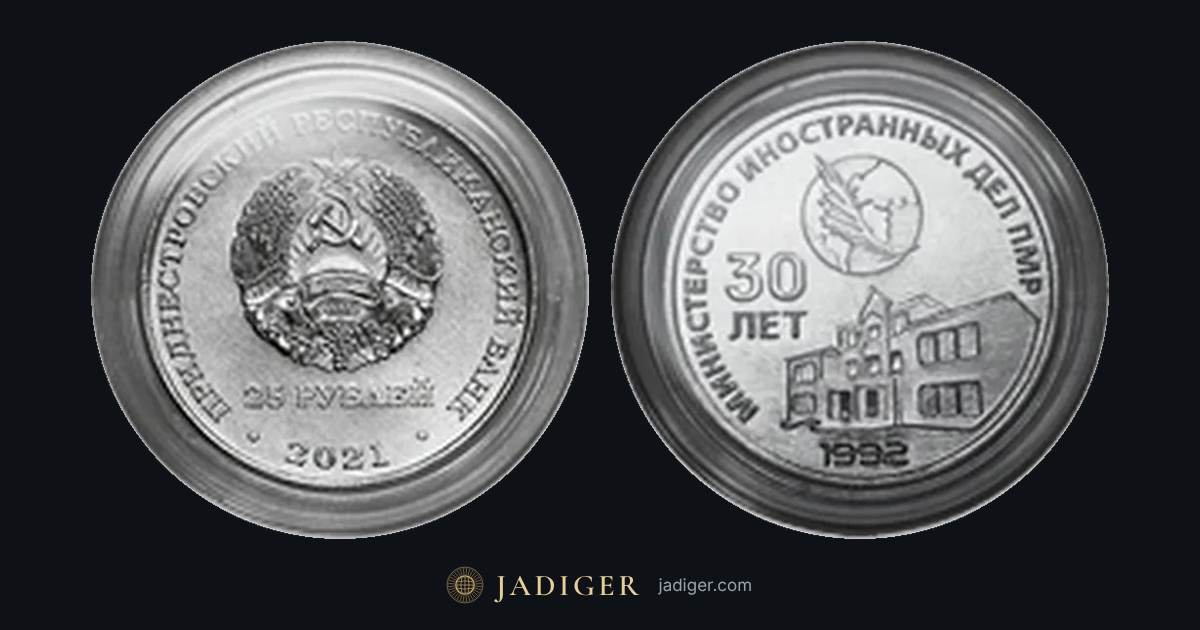 ПРИДНЕСТРОВСКИЙ РЕСПУБЛИКАНСКИЙ БАНК
25 РУБЛЕЙ
• 2021 •
МИНИСТЕРСТВО ИНОСТРАННЫХ ДЕЛ ПМР
30
ЛЕТ
1992
JADIGER jadiger.com